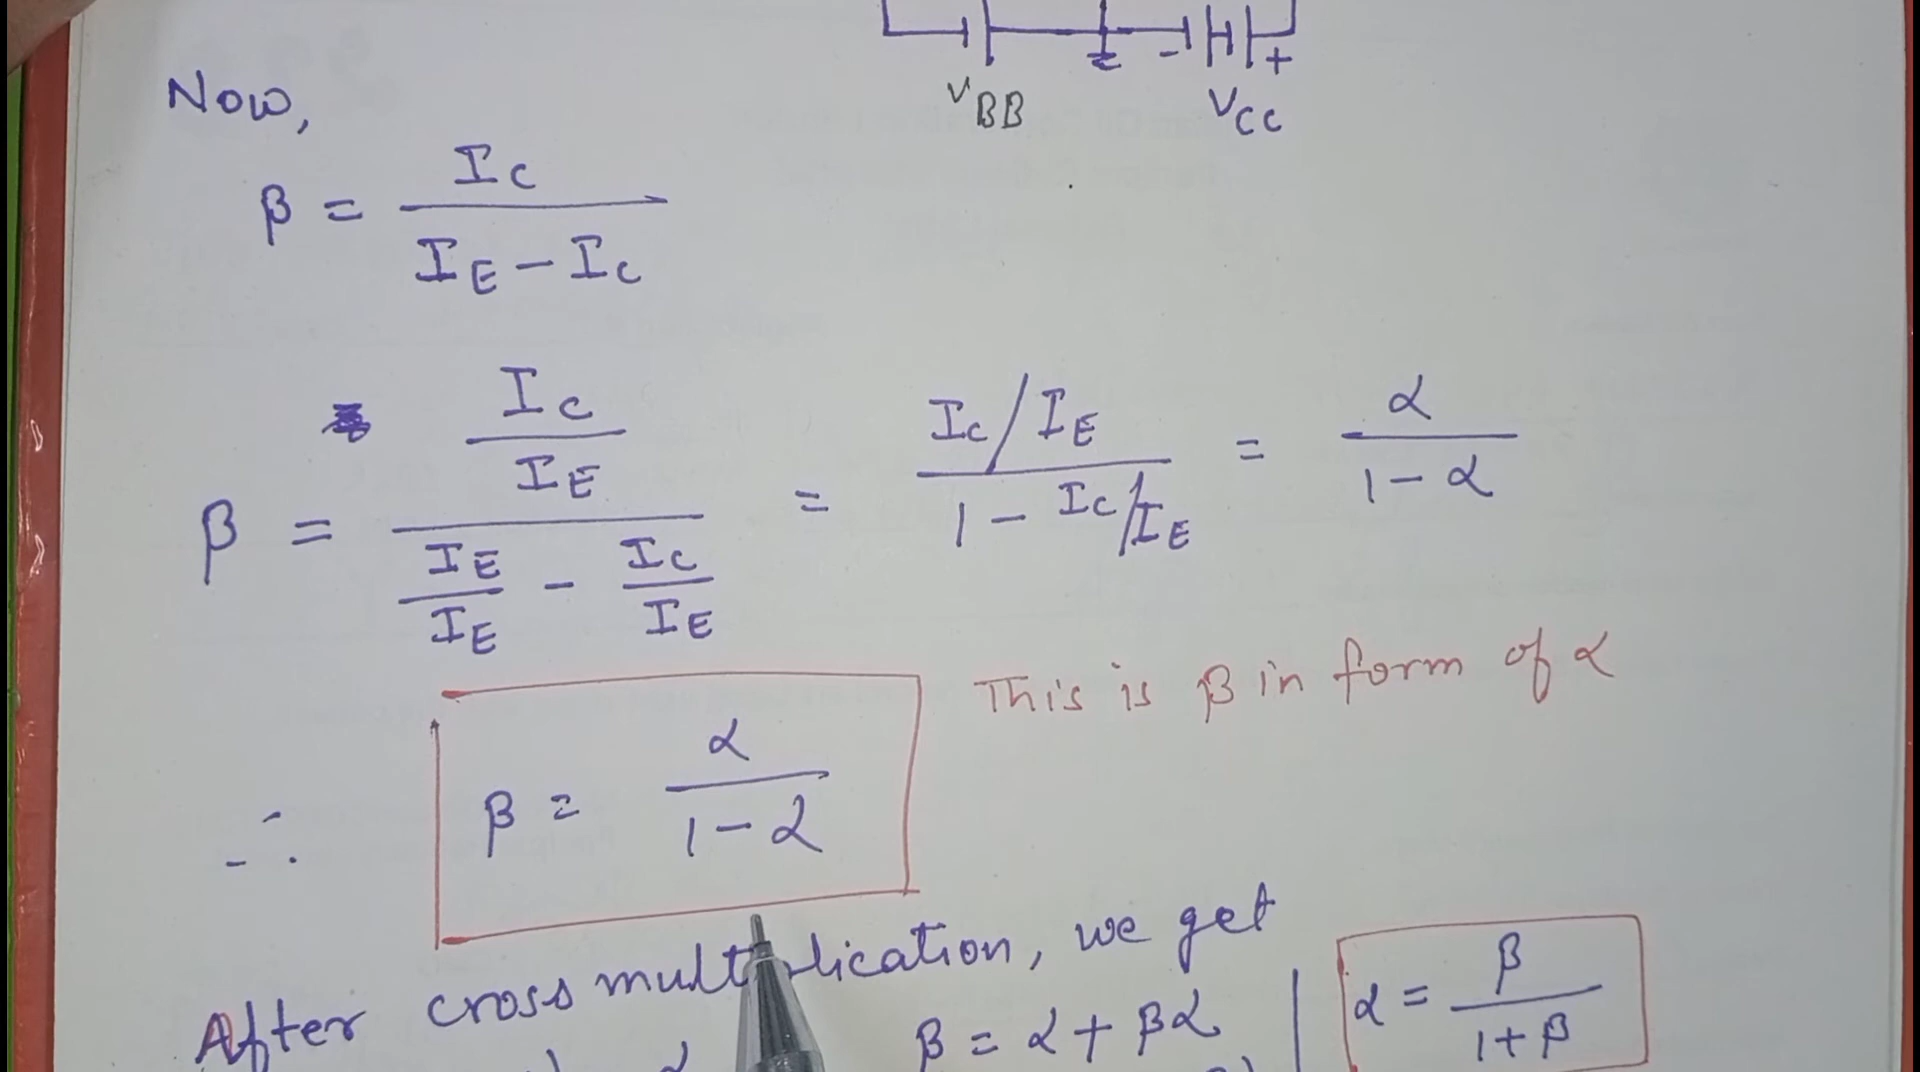 - +
V_BB V_CC
Now,
β = I_C / (I_E - I_C)
β = (I_C/I_E) / (I_E/I_E - I_C/I_E) = (I_C/I_E) / (1 - I_C/I_E) = α / (1 - α)
This is β in form of α
∴ β = α / (1 - α)
After cross multiplication, we get
β = α + βα
α = β / (1 + β)